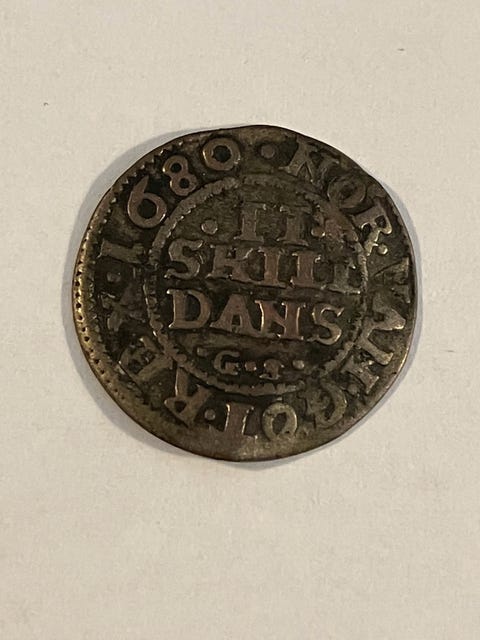 1680 · NOR. VAN GOT · REX ·
· II ·
SKILL
DANS
· G · S ·